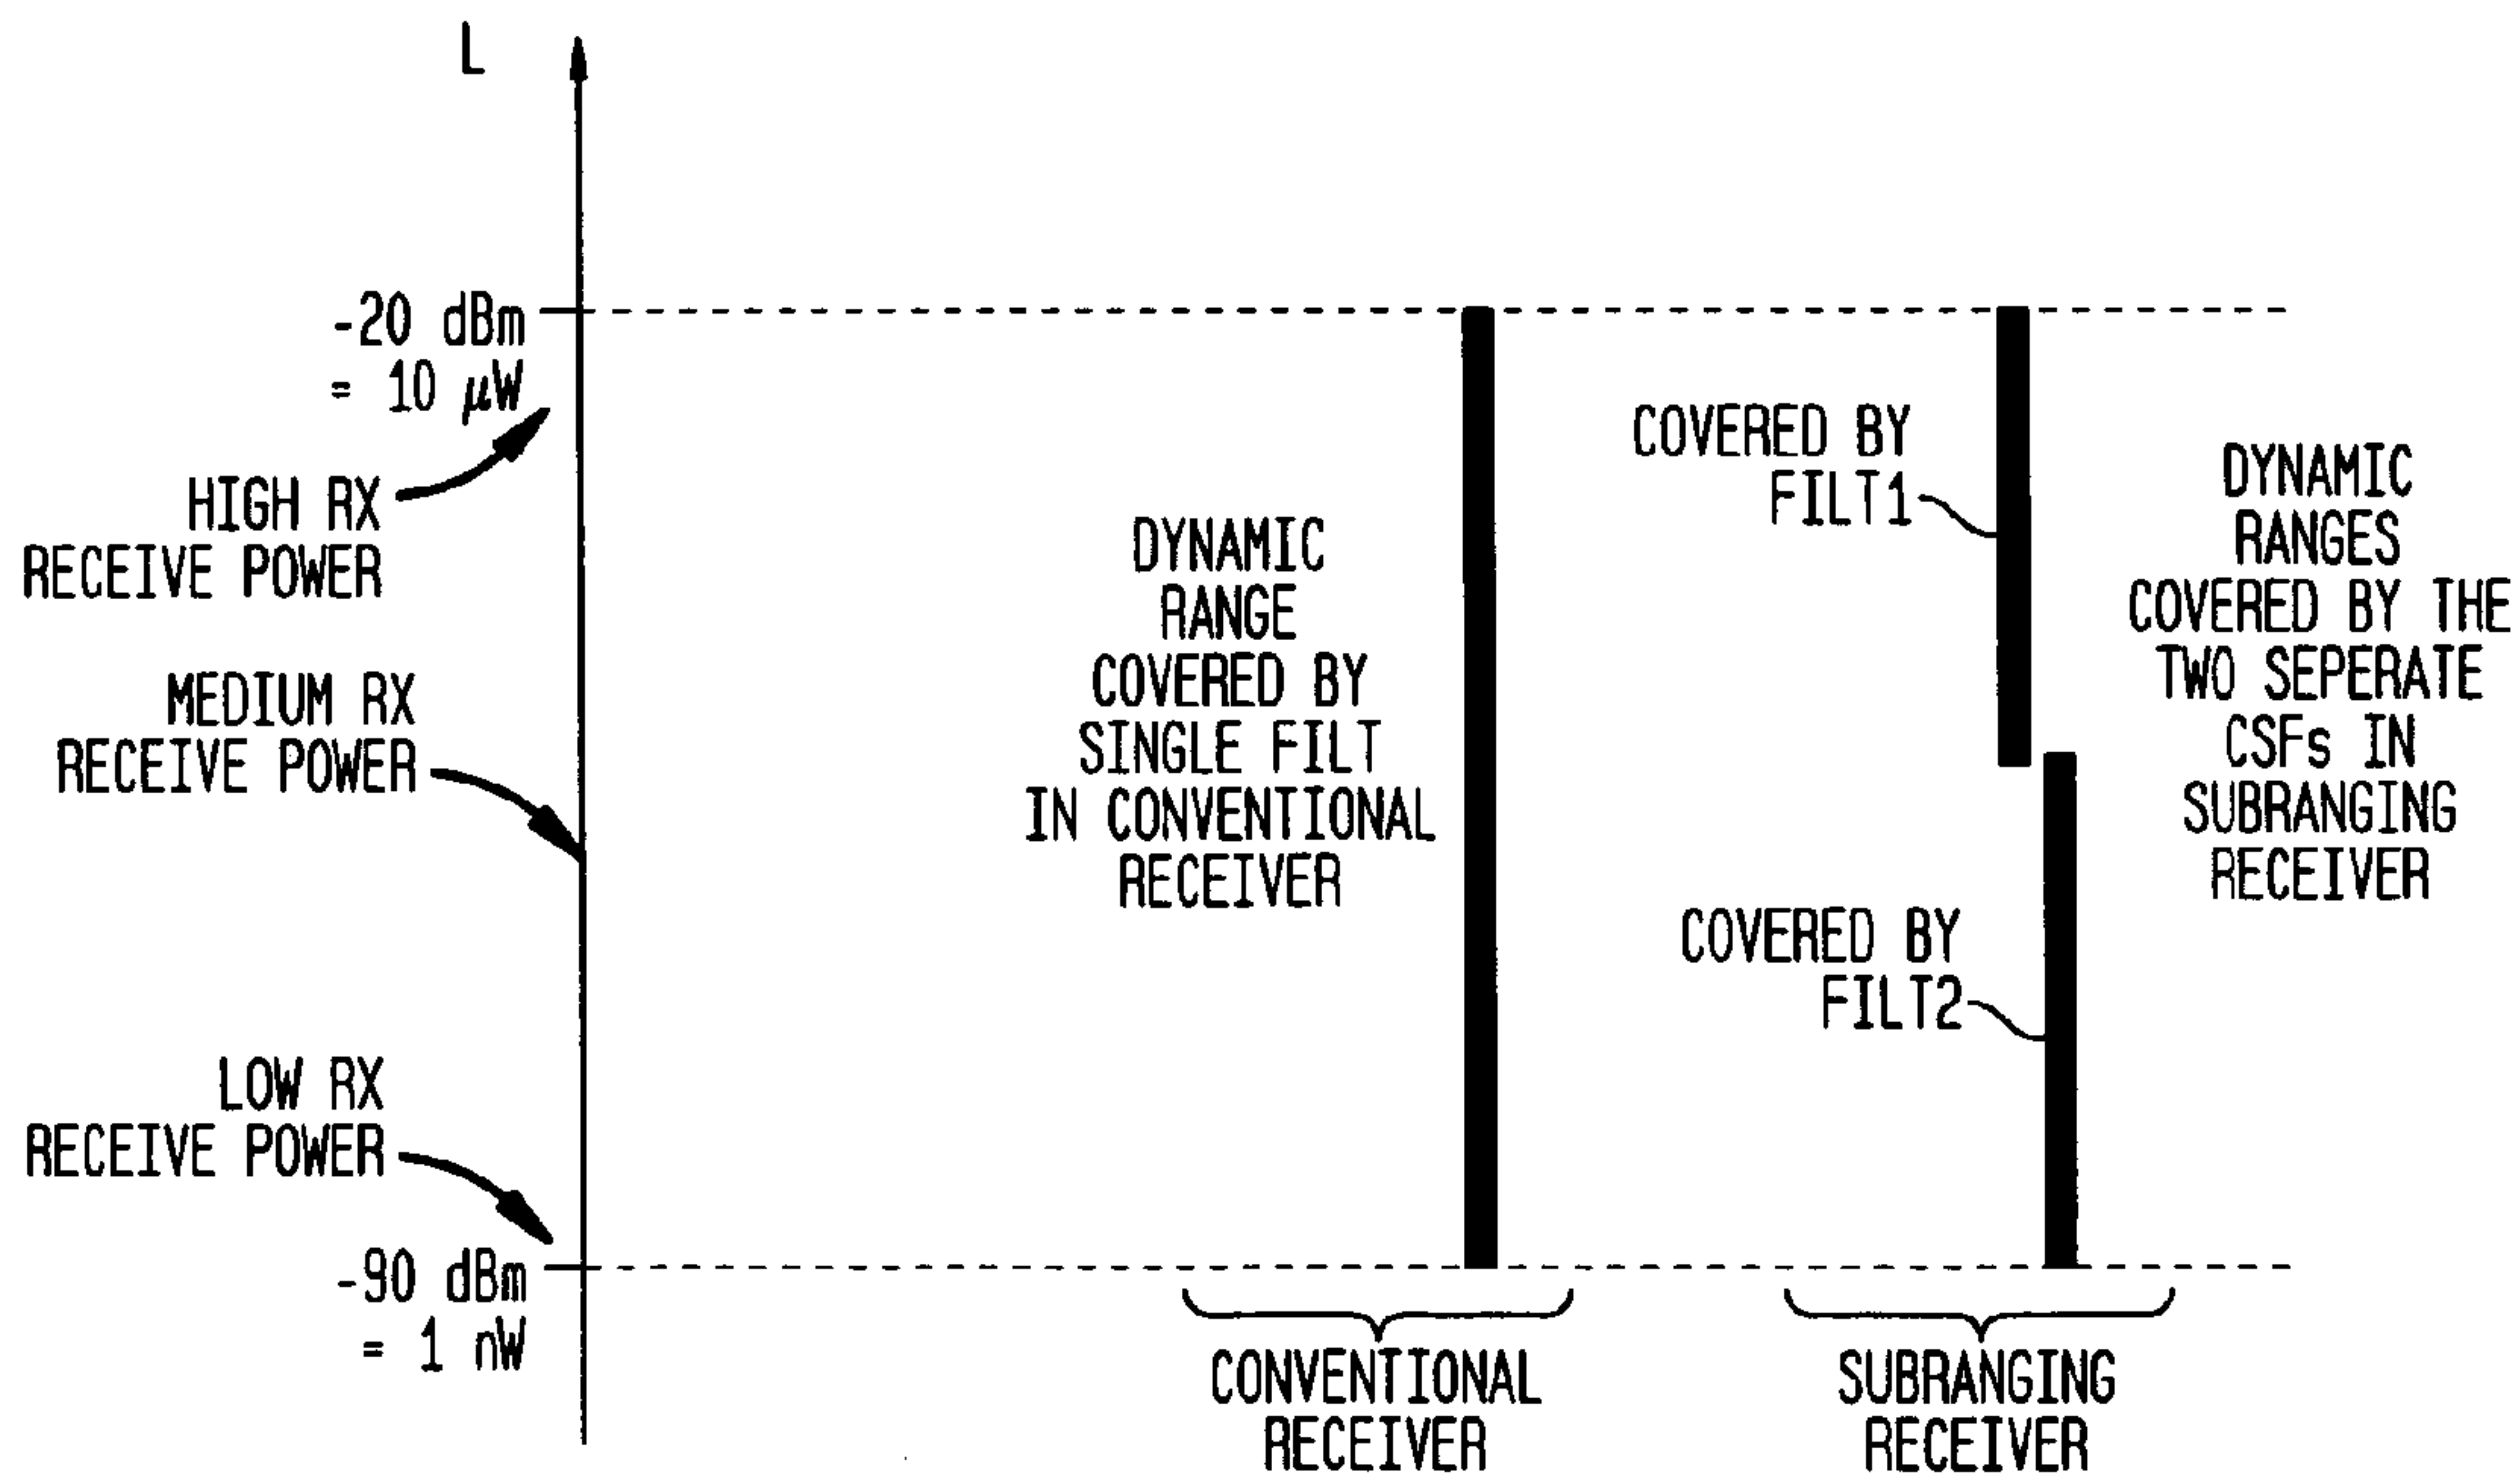 L
-20 dBm
= 10 μW
HIGH RX
RECEIVE POWER
MEDIUM RX
RECEIVE POWER
LOW RX
RECEIVE POWER
-90 dBm
= 1 nW
DYNAMIC
RANGE
COVERED BY
SINGLE FILT
IN CONVENTIONAL
RECEIVER
COVERED BY
FILT1
COVERED BY
FILT2
DYNAMIC
RANGES
COVERED BY THE
TWO SEPERATE
CSFs IN
SUBRANGING
RECEIVER
CONVENTIONAL
RECEIVER
SUBRANGING
RECEIVER